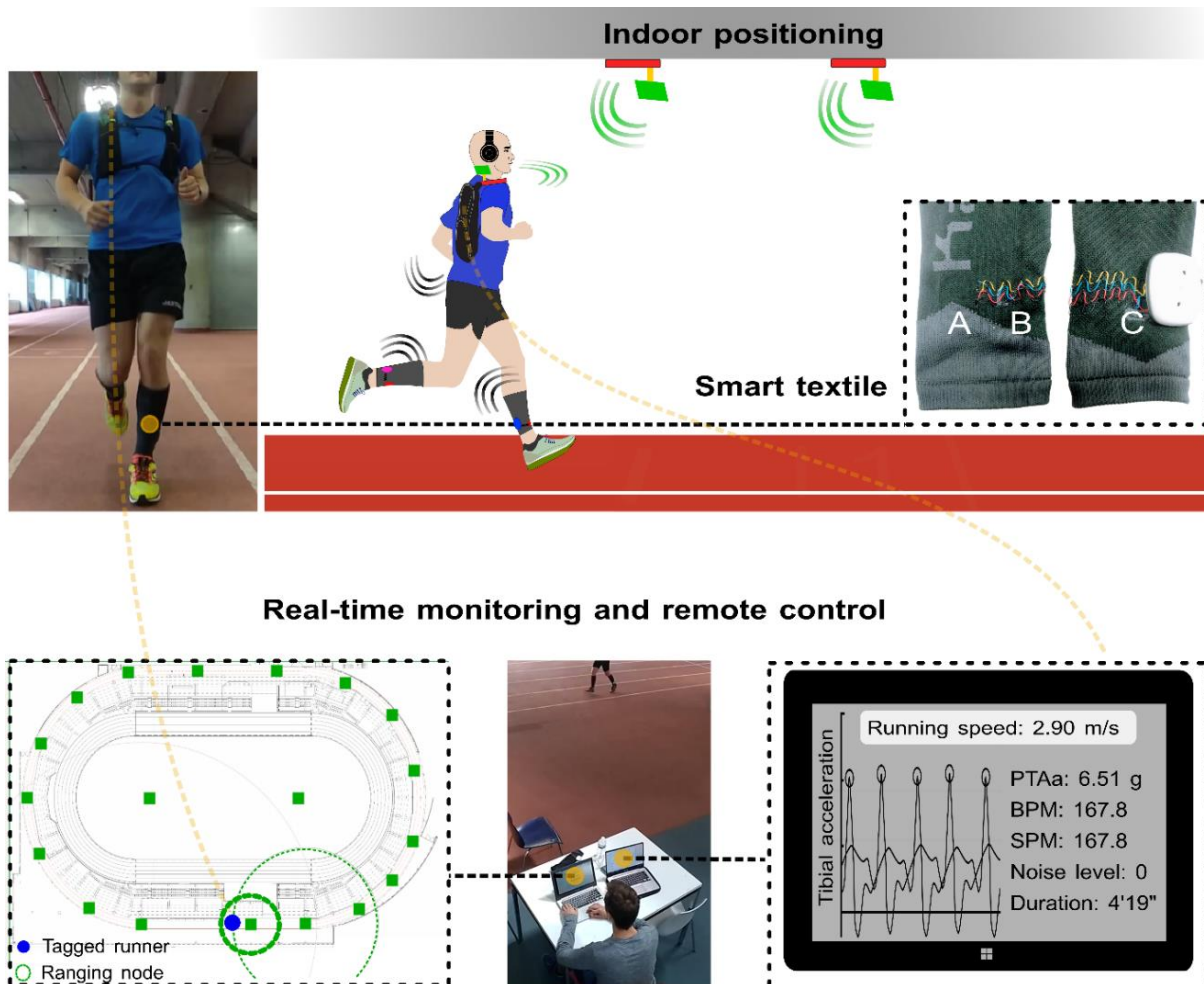 Indoor positioning
A
B
C
Smart textile
Real-time monitoring and remote control
Running speed: 2.90 m/s
Tibial acceleration
PTAa: 6.51 g
BPM: 167.8
SPM: 167.8
Noise level: 0
Duration: 4'19"
Tagged runner
Ranging node